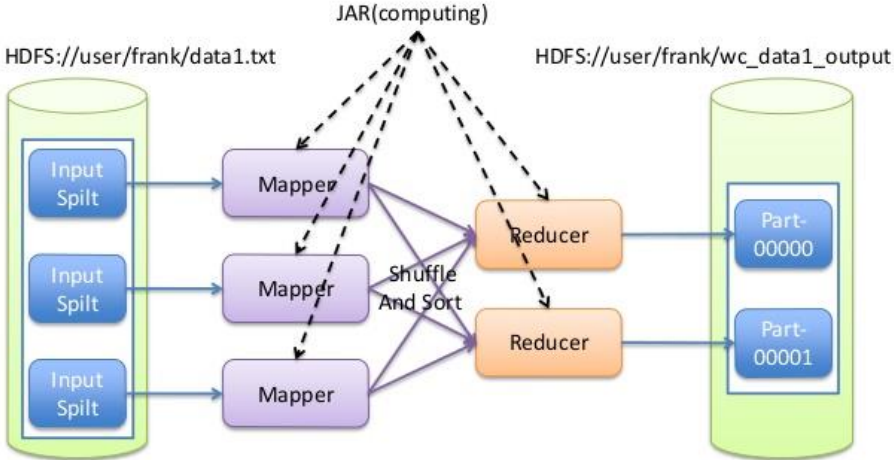 JAR(computing)
HDFS://user/frank/data1.txt
HDFS://user/frank/wc_data1_output
Input
Spilt
Mapper
Input
Spilt
Mapper
Input
Spilt
Mapper
Shuffle
And Sort
Reducer
Reducer
Part-
00000
Part-
00001